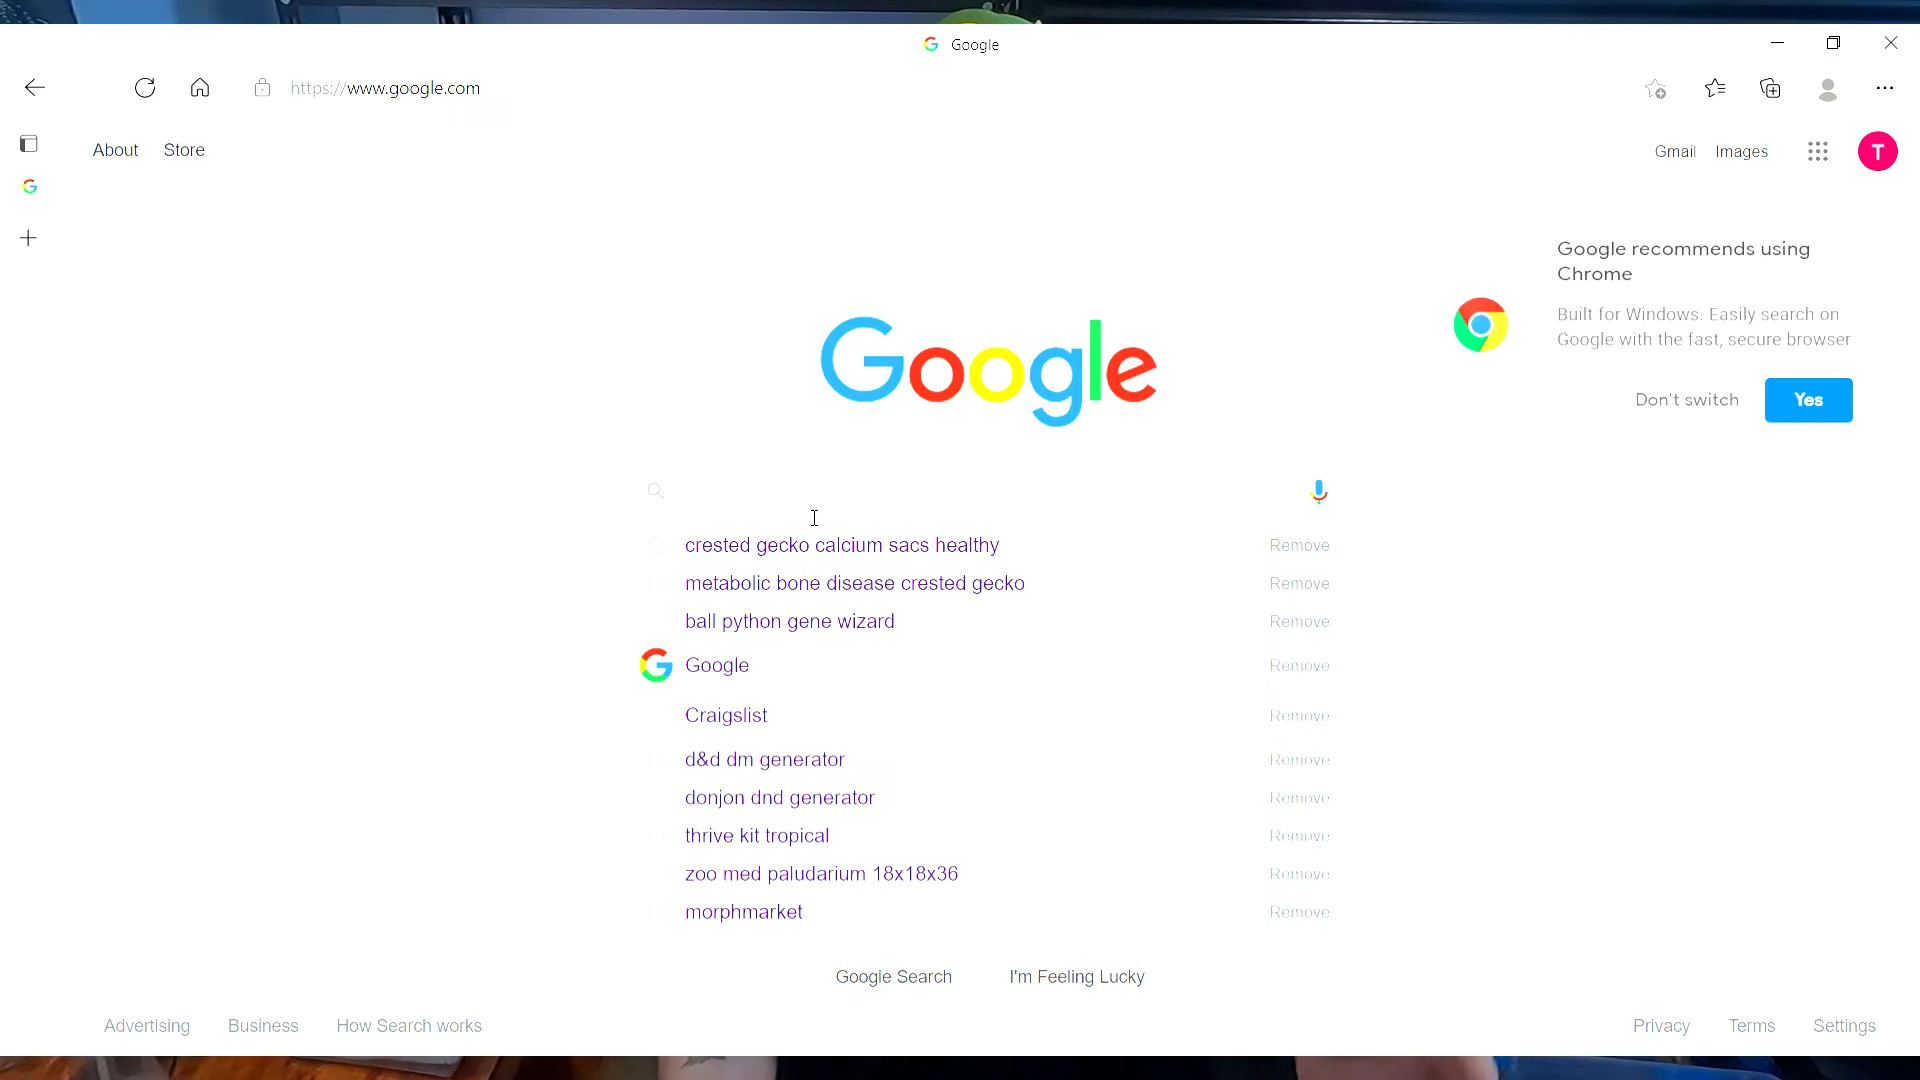 Google
https://www.google.com
About Store
Gmail Images
T
Google recommends using
Chrome
Built for Windows. Easily search on
Google with the fast, secure browser
Don't switch Yes
Google
crested gecko calcium sacs healthy Remove
metabolic bone disease crested gecko Remove
ball python gene wizard Remove
Google Remove
Craigslist Remove
d&d dm generator Remove
donjon dnd generator Remove
thrive kit tropical Remove
zoo med paludarium 18x18x36 Remove
morphmarket Remove
Google Search I'm Feeling Lucky
Advertising Business How Search works
Privacy Terms Settings